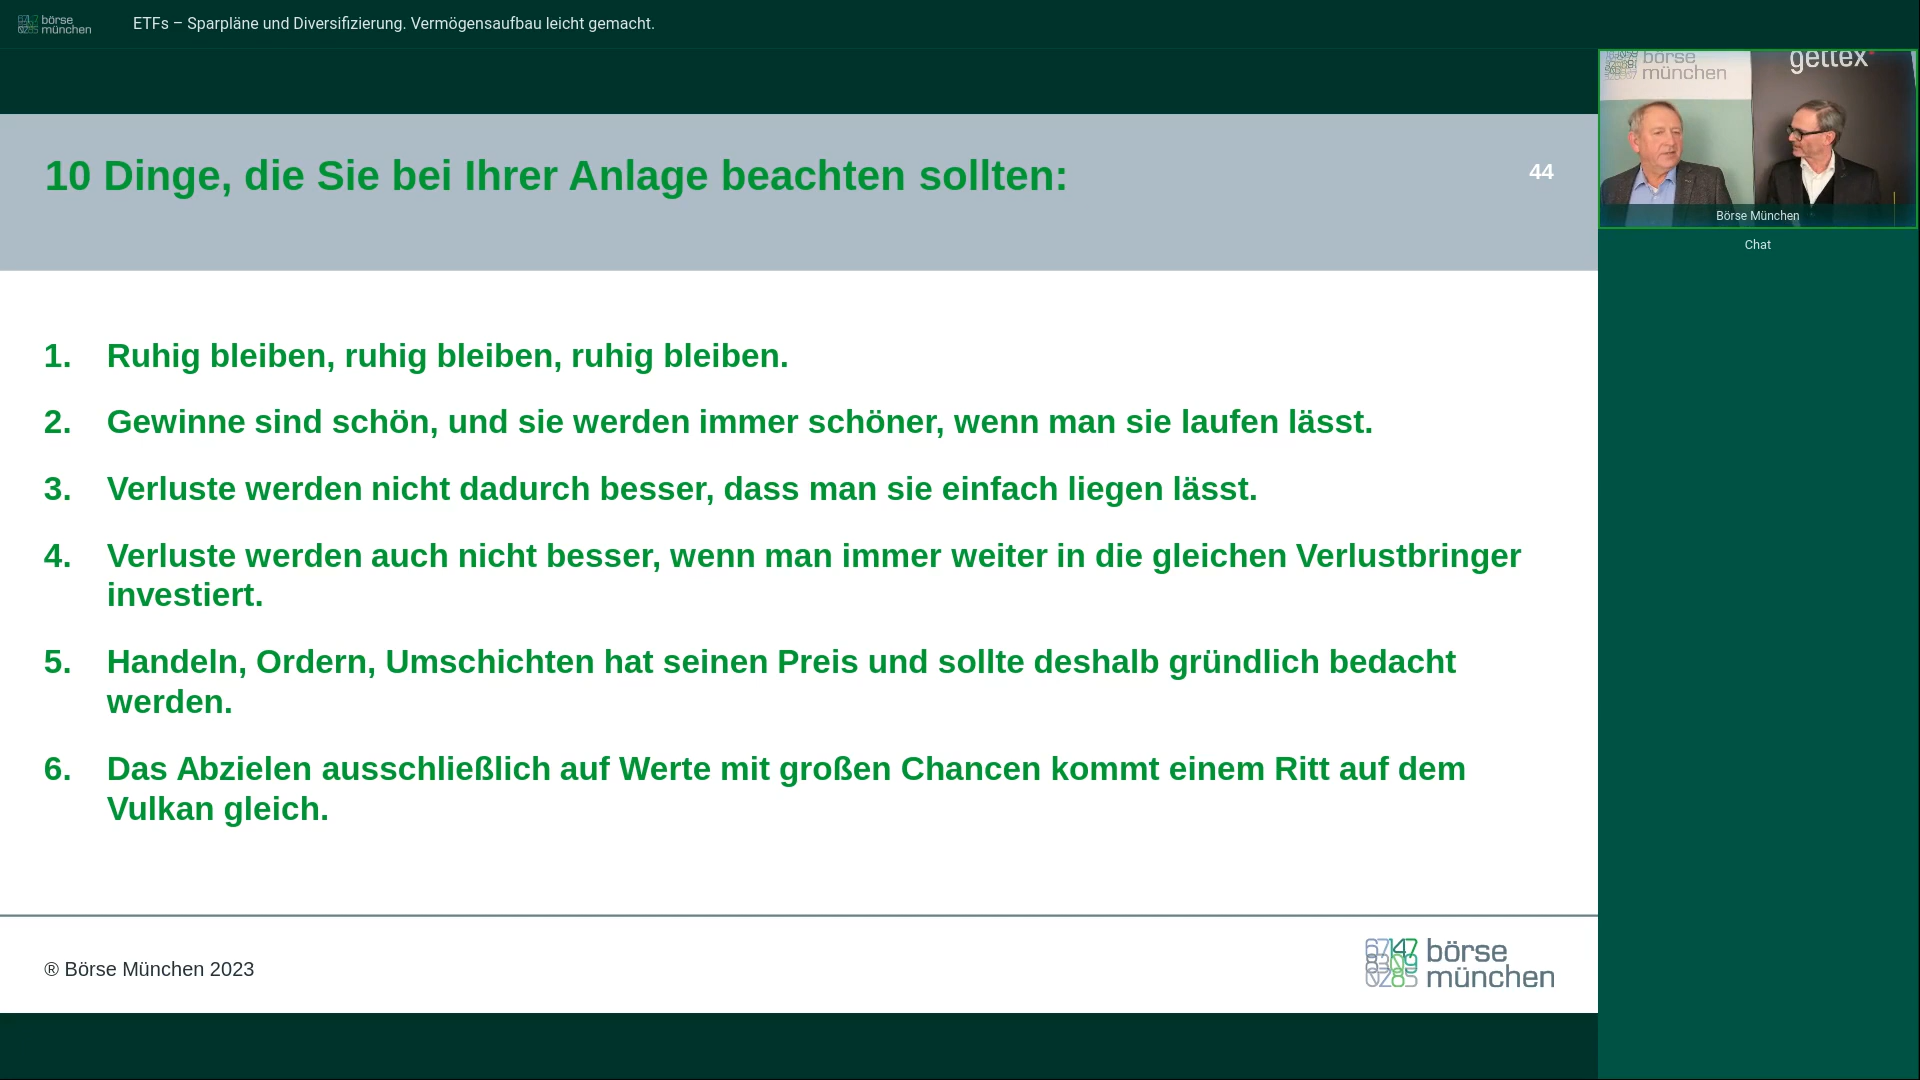 börse
münchen
ETFs – Sparpläne und Diversifizierung. Vermögensaufbau leicht gemacht.
börse
münchen
gettex
Börse München
Chat
10 Dinge, die Sie bei Ihrer Anlage beachten sollten:
44
1. Ruhig bleiben, ruhig bleiben, ruhig bleiben.
2. Gewinne sind schön, und sie werden immer schöner, wenn man sie laufen lässt.
3. Verluste werden nicht dadurch besser, dass man sie einfach liegen lässt.
4. Verluste werden auch nicht besser, wenn man immer weiter in die gleichen Verlustbringer
investiert.
5. Handeln, Ordern, Umschichten hat seinen Preis und sollte deshalb gründlich bedacht
werden.
6. Das Abzielen ausschließlich auf Werte mit großen Chancen kommt einem Ritt auf dem
Vulkan gleich.
® Börse München 2023
67147
8309
0285
börse
münchen